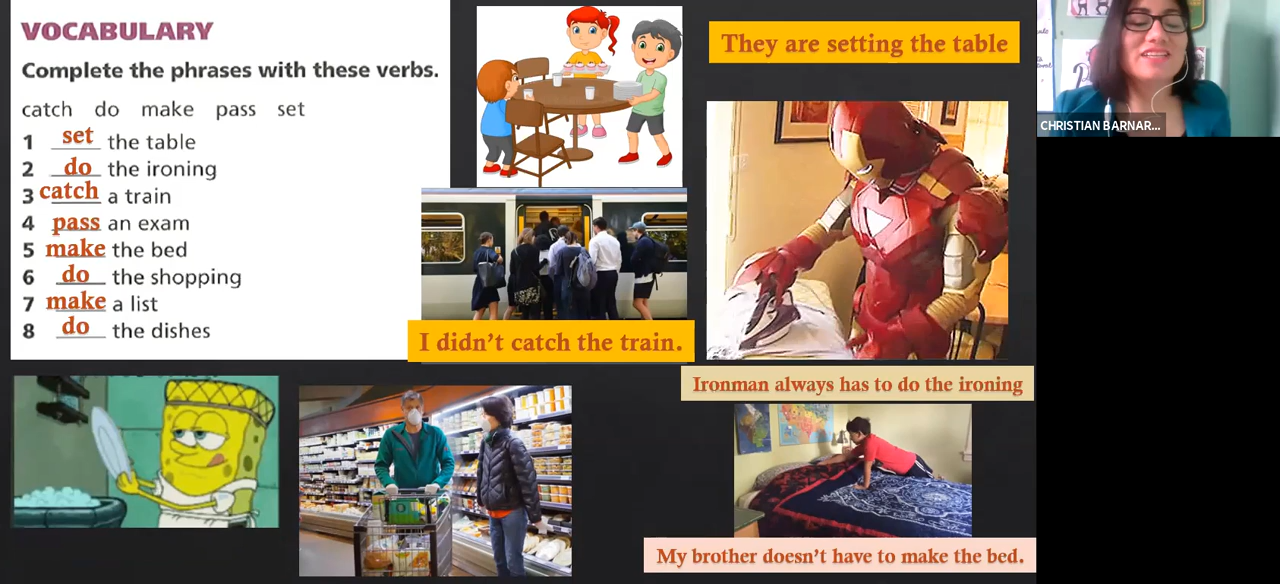 VOCABULARY
Complete the phrases with these verbs.
catch do make pass set
1 set the table
2 do the ironing
3 catch a train
4 pass an exam
5 make the bed
6 do the shopping
7 make a list
8 do the dishes
They are setting the table
CHRISTIAN BARNAR...
I didn't catch the train.
Ironman always has to do the ironing
My brother doesn't have to make the bed.